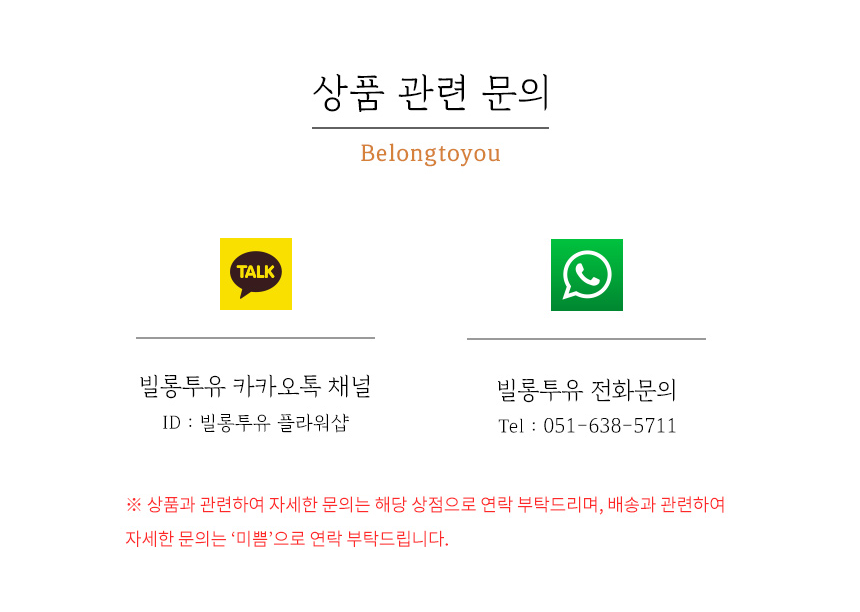 상품 관련 문의
Belongtoyou
TALK
빌롱투유 카카오톡 채널
ID : 빌롱투유 플라워샵
빌롱투유 전화문의
Tel : 051-638-5711
※ 상품과 관련하여 자세한 문의는 해당 상점으로 연락 부탁드리며, 배송과 관련하여
자세한 문의는 ‘미쁨’으로 연락 부탁드립니다.